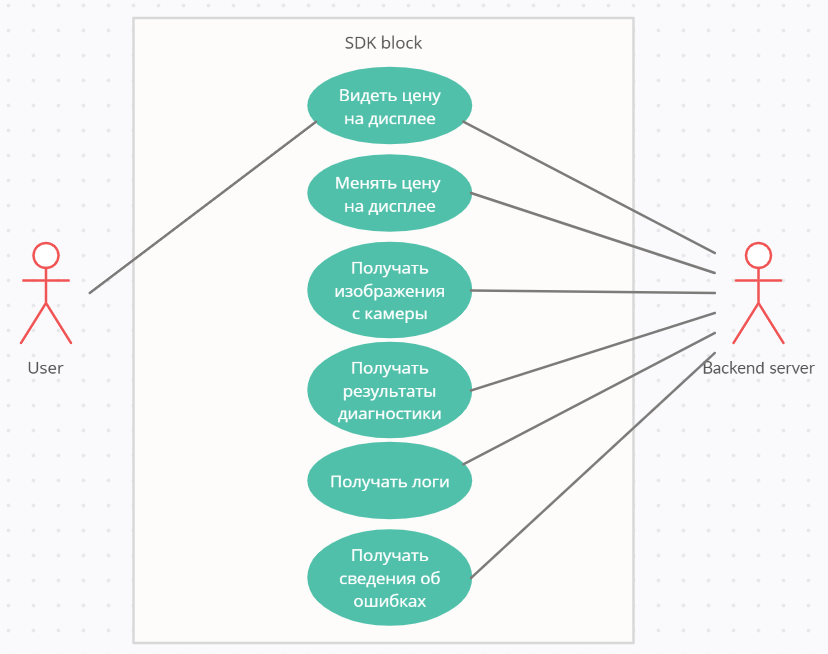 SDK block
Видеть цену
на дисплее
Менять цену
на дисплее
Получать
изображения
с камеры
Получать
результаты
диагностики
Получать логи
Получать
сведения об
ошибках
User
Backend server